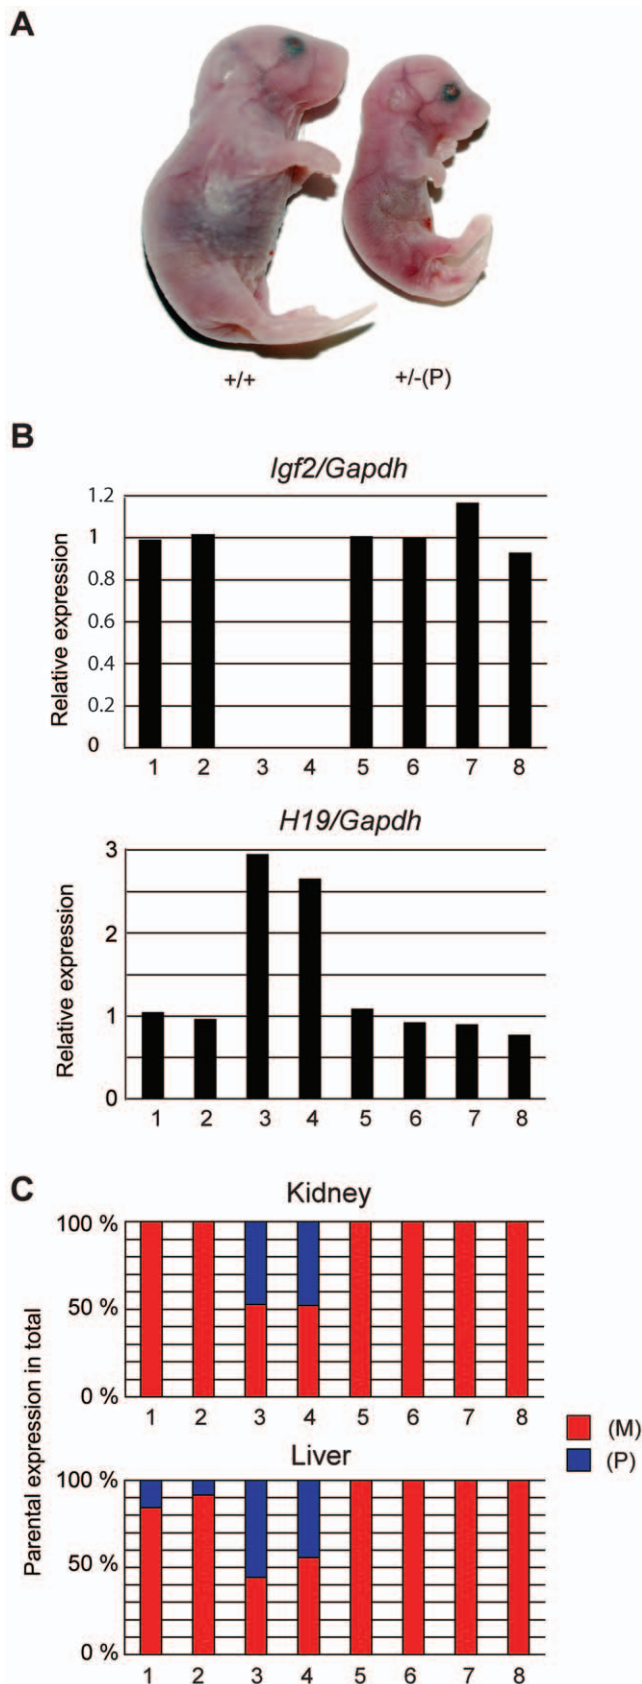 A
+/+
+/-(P)
B
Igf2/Gapdh
Relative expression
1.2
1
0.8
0.6
0.4
0.2
0
1 2 3 4 5 6 7 8
H19/Gapdh
Relative expression
3
2
1
0
1 2 3 4 5 6 7 8
C
Parental expression in total
Kidney
100 %
50 %
0 %
1 2 3 4 5 6 7 8
(M)
(P)
Liver
100 %
50 %
0 %
1 2 3 4 5 6 7 8